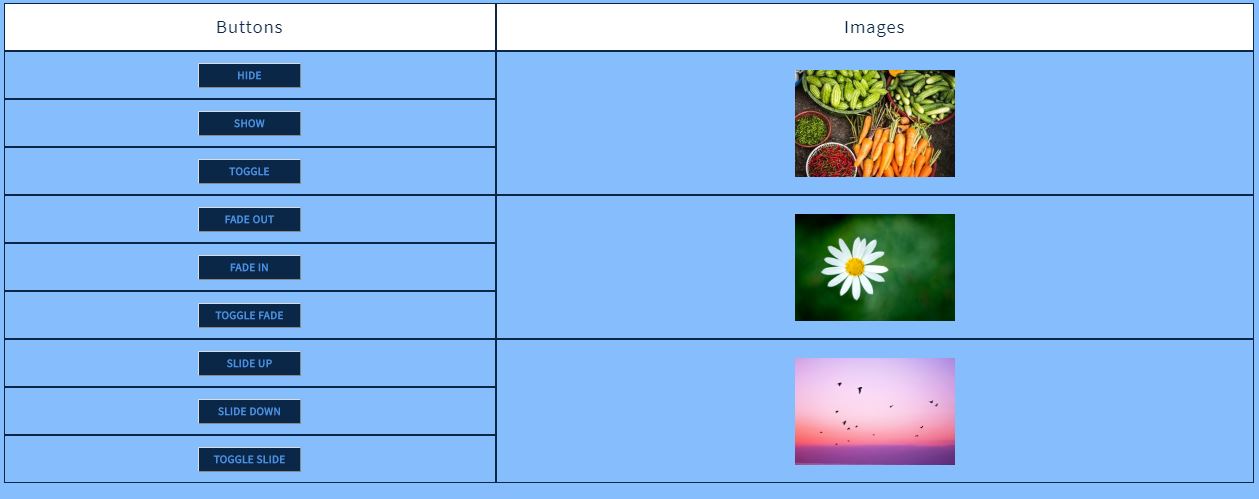 Buttons
Images
HIDE
SHOW
TOGGLE
FADE OUT
FADE IN
TOGGLE FADE
SLIDE UP
SLIDE DOWN
TOGGLE SLIDE